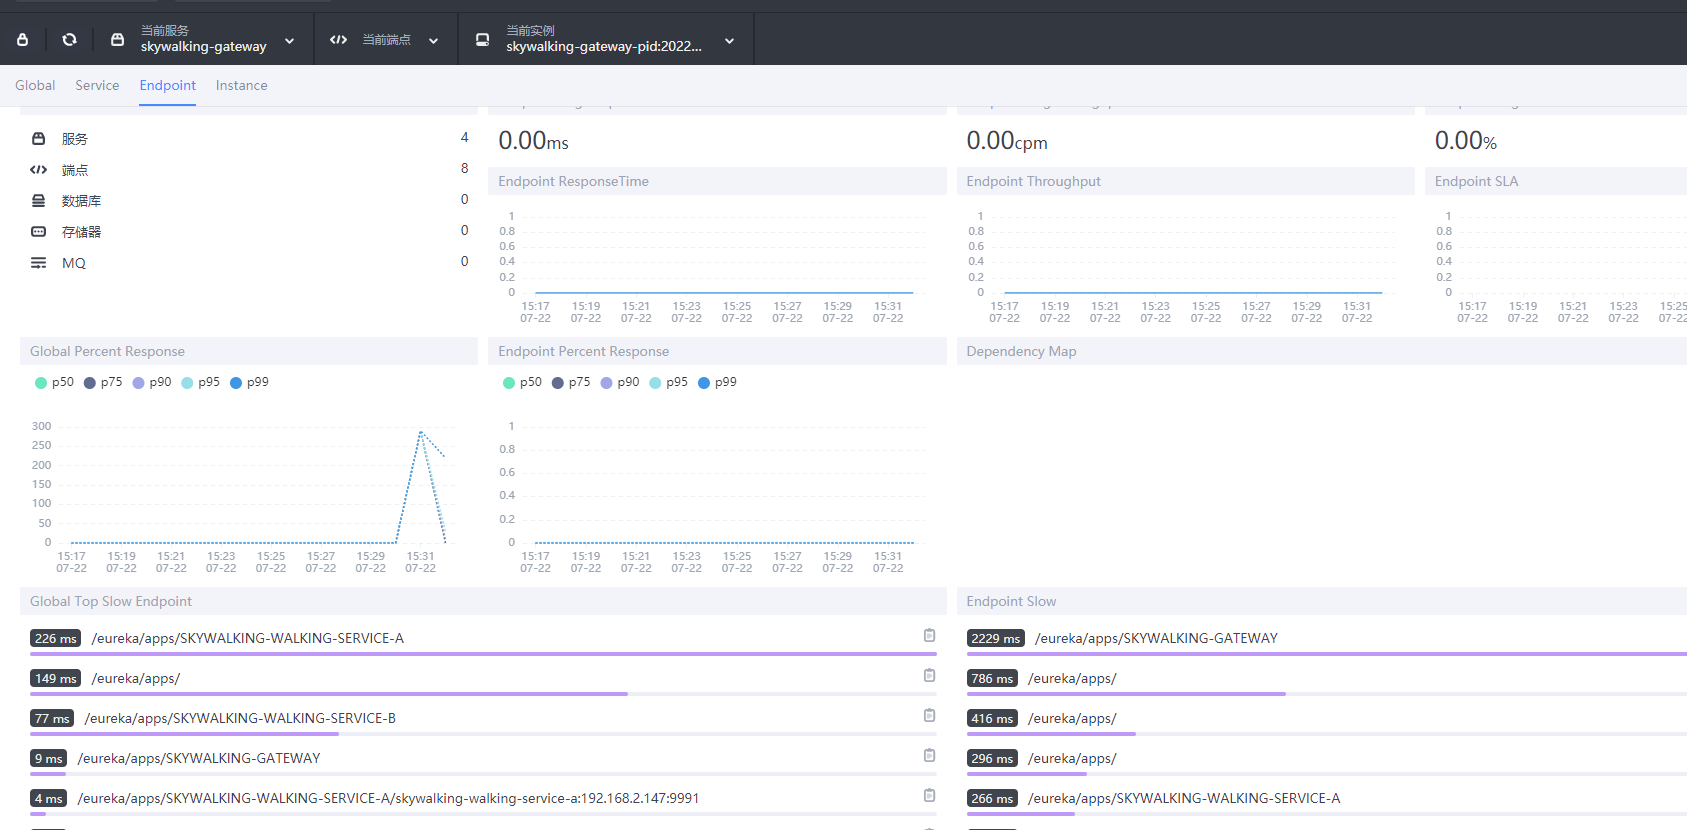 当前服务
skywalking-gateway
当前端点
当前实例
skywalking-gateway-pid:2022...
Global Service Endpoint Instance
服务 4
端点 8
数据库 0
存储器 0
MQ 0
0.00ms
0.00cpm
0.00%
Endpoint ResponseTime
1
0.8
0.6
0.4
0.2
0
15:17 15:19 15:21 15:23 15:25 15:27 15:29 15:31
07-22 07-22 07-22 07-22 07-22 07-22 07-22 07-22
Endpoint Throughput
1
0.8
0.6
0.4
0.2
0
15:17 15:19 15:21 15:23 15:25 15:27 15:29 15:31
07-22 07-22 07-22 07-22 07-22 07-22 07-22 07-22
Endpoint SLA
1
0.8
0.6
0.4
0.2
0
15:17 15:19 15:21 15:23
07-22 07-22 07-22 07-22
Global Percent Response
p50 p75 p90 p95 p99
300
250
200
150
100
50
0
15:17 15:19 15:21 15:23 15:25 15:27 15:29 15:31
07-22 07-22 07-22 07-22 07-22 07-22 07-22 07-22
Endpoint Percent Response
p50 p75 p90 p95 p99
1
0.8
0.6
0.4
0.2
0
15:17 15:19 15:21 15:23 15:25 15:27 15:29 15:31
07-22 07-22 07-22 07-22 07-22 07-22 07-22 07-22
Dependency Map
Global Top Slow Endpoint
226 ms /eureka/apps/SKYWALKING-WALKING-SERVICE-A
149 ms /eureka/apps/
77 ms /eureka/apps/SKYWALKING-WALKING-SERVICE-B
9 ms /eureka/apps/SKYWALKING-GATEWAY
4 ms /eureka/apps/SKYWALKING-WALKING-SERVICE-A/skywalking-walking-service-a:192.168.2.147:9991
Endpoint Slow
2229 ms /eureka/apps/SKYWALKING-GATEWAY
786 ms /eureka/apps/
416 ms /eureka/apps/
296 ms /eureka/apps/
266 ms /eureka/apps/SKYWALKING-WALKING-SERVICE-A